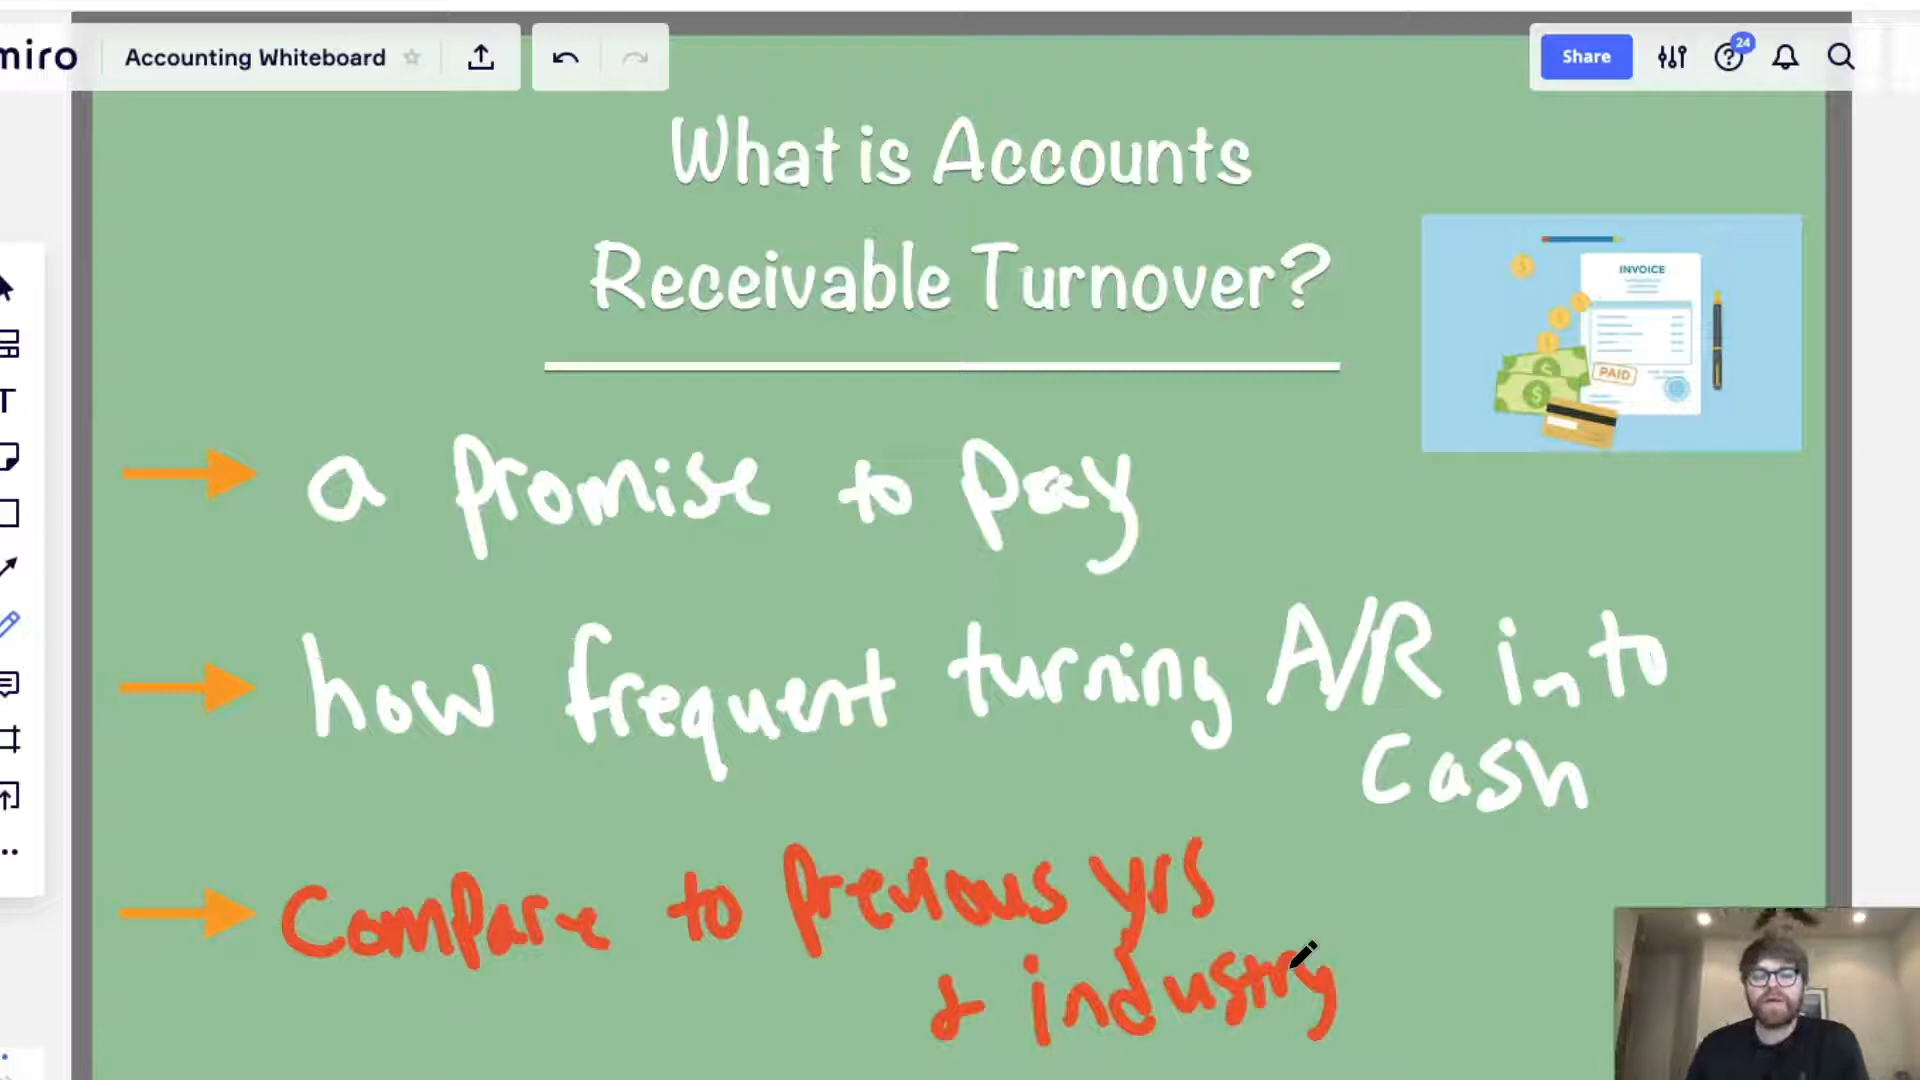 miro
Accounting Whiteboard
Share
24
What is Accounts
Receivable Turnover?
INVOICE
PAID
a promise to pay
how frequent turning A/R into
Cash
Compare to previous yrs
& industry